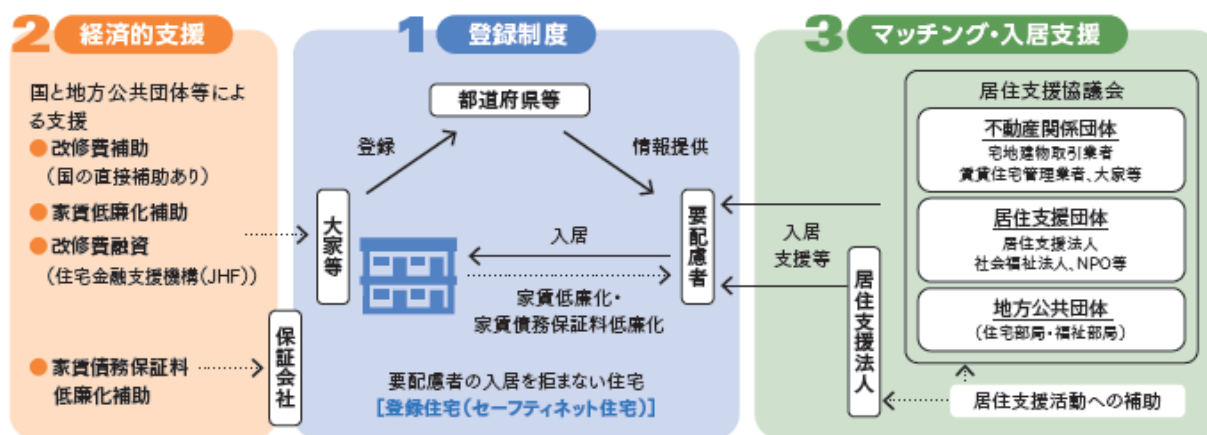 2 経済的支援
国と地方公共団体等によ
る支援
●改修費補助
（国の直接補助あり）
●家賃低廉化補助
●改修費融資
（住宅金融支援機構(JHF)）
●家賃債務保証料
低廉化補助
保証会社
1 登録制度
都道府県等
登録
情報提供
大家等
要配慮者
入居
家賃低廉化・
家賃債務保証料低廉化
要配慮者の入居を拒まない住宅
［登録住宅（セーフティネット住宅）］
3 マッチング・入居支援
入居
支援等
居住支援法人
居住支援協議会
不動産関係団体
宅地建物取引業者
賃貸住宅管理業者、大家等
居住支援団体
居住支援法人
社会福祉法人、NPO等
地方公共団体
（住宅部局・福祉部局）
居住支援活動への補助